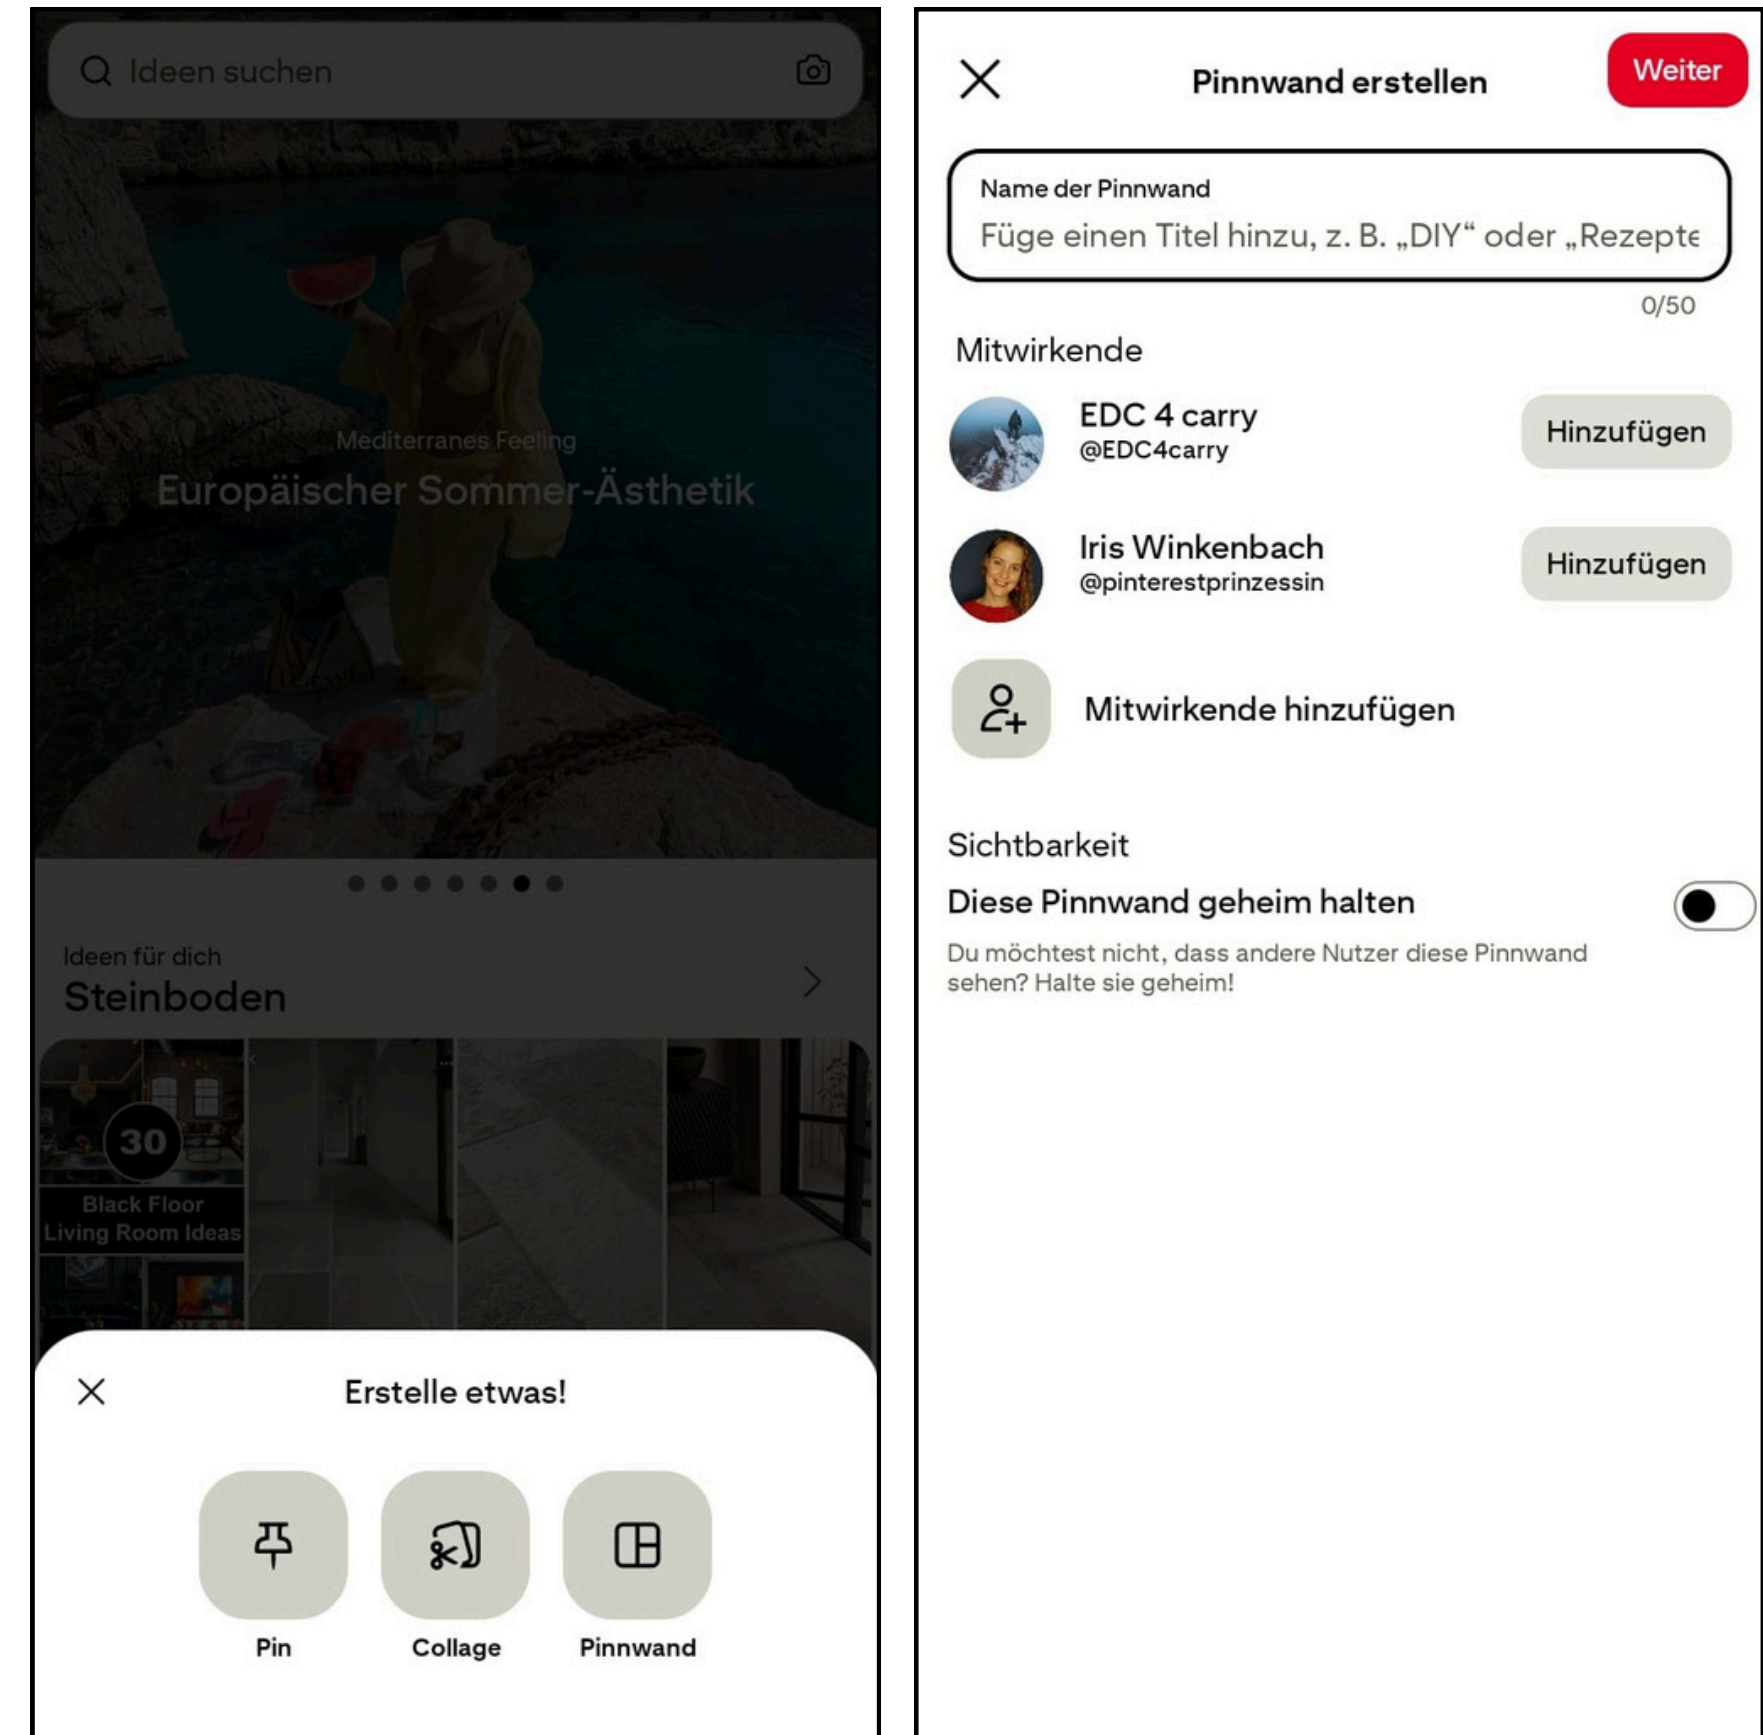 Ideen suchen
Mediterranes Feeling
Europäischer Sommer-Ästhetik
Ideen für dich
Steinboden
30
Black Floor
Living Room Ideas
Erstelle etwas!
Pin
Collage
Pinnwand
Pinnwand erstellen
Weiter
Name der Pinnwand
Füge einen Titel hinzu, z. B. „DIY“ oder „Rezepte
0/50
Mitwirkende
EDC 4 carry
@EDC4carry
Hinzufügen
Iris Winkenbach
@pinterestprinzessin
Hinzufügen
Mitwirkende hinzufügen
Sichtbarkeit
Diese Pinnwand geheim halten
Du möchtest nicht, dass andere Nutzer diese Pinnwand
sehen? Halte sie geheim!